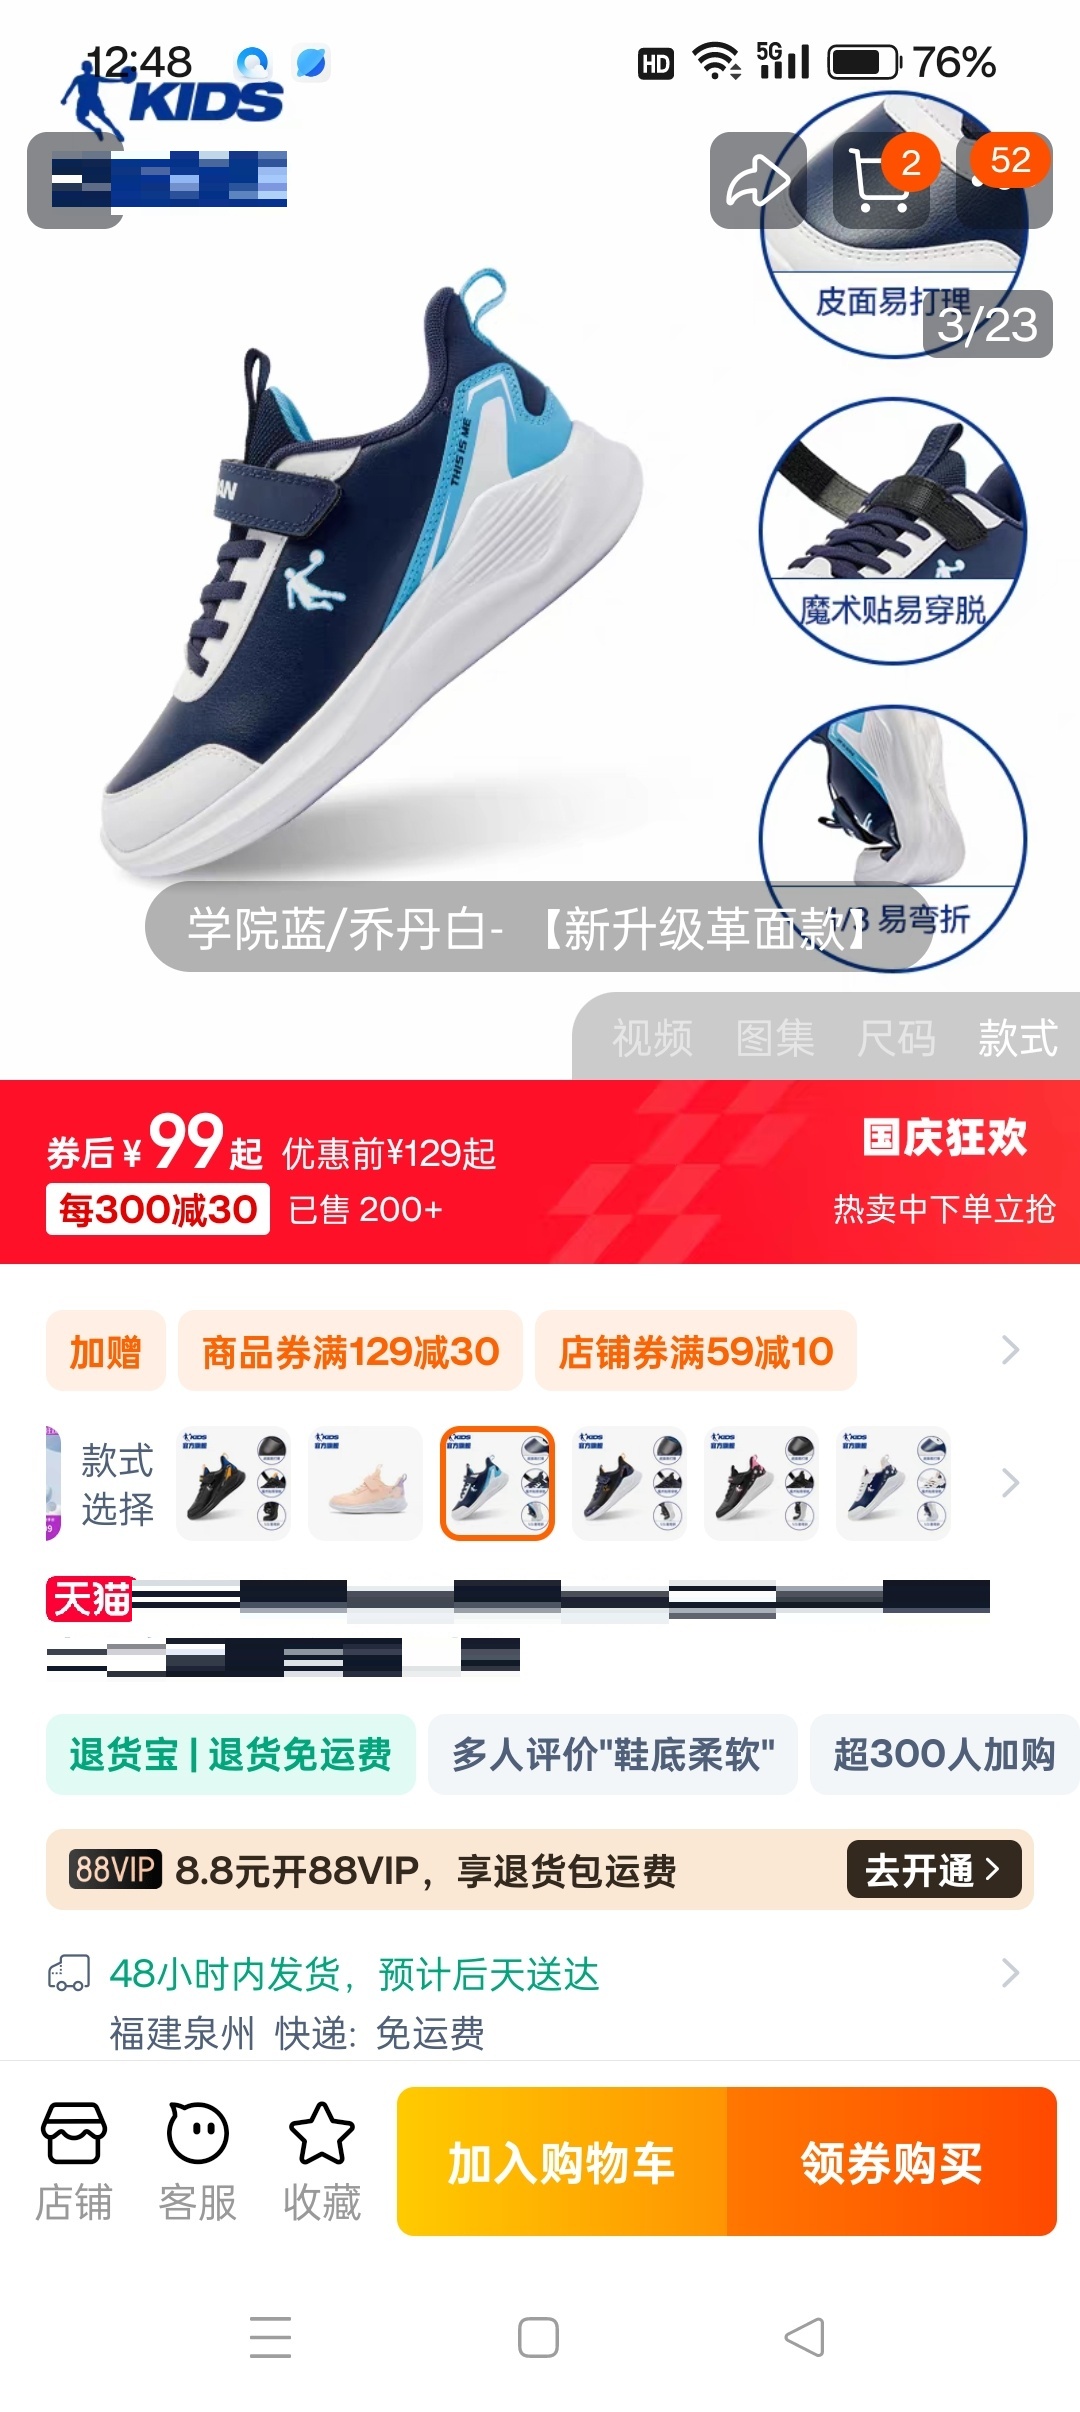 12:48
HD
5G
76%
KIDS
2
52
皮面易打理
3/23
THIS IS ME
AN
魔术贴易穿脱
1/3 易弯折
学院蓝/乔丹白- 【新升级革面款】
视频 图集 尺码 款式
券后¥99起 优惠前¥129起
国庆狂欢
每300减30 已售 200+
热卖中下单立抢
加赠 商品券满129减30 店铺券满59减10
款式
选择
天猫
退货宝 | 退货免运费 多人评价"鞋底柔软" 超300人加购
88VIP 8.8元开88VIP，享退货包运费 去开通
48小时内发货，预计后天送达
福建泉州 快递: 免运费
店铺 客服 收藏 加入购物车 领券购买